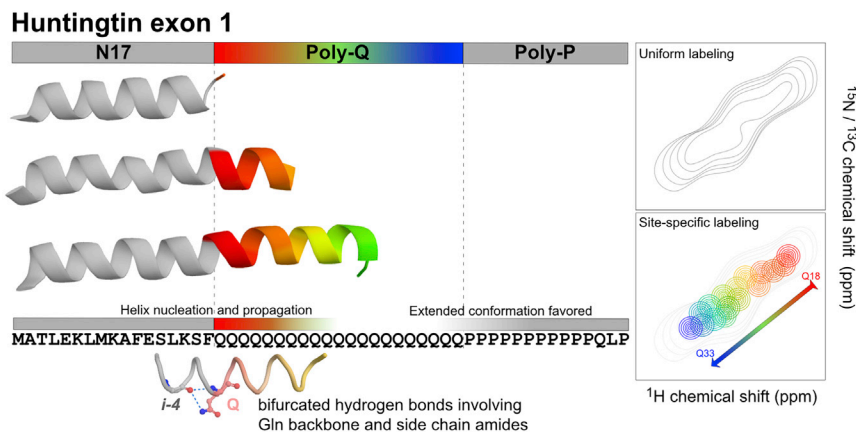 Huntingtin exon 1
N17 Poly-Q Poly-P
Uniform labeling
¹⁵N / ¹³C chemical shift (ppm)
Site-specific labeling
Q18
Q33
¹H chemical shift (ppm)
Helix nucleation and propagation
Extended conformation favored
MATLEKLMKAFESLKSFQQQQQQQQQQQQQQQQQQQQQPPPPPPPPPPPQLP
i-4 Q
bifurcated hydrogen bonds involving
Gln backbone and side chain amides